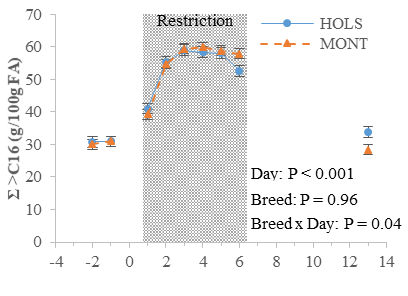 70
60
50
40
30
20
10
0
Σ >C16 (g/100g FA)
Restriction
HOLS
MONT
Day: P < 0.001
Breed: P = 0.96
Breed x Day: P = 0.04
-4 -2 0 2 4 6 8 10 12 14